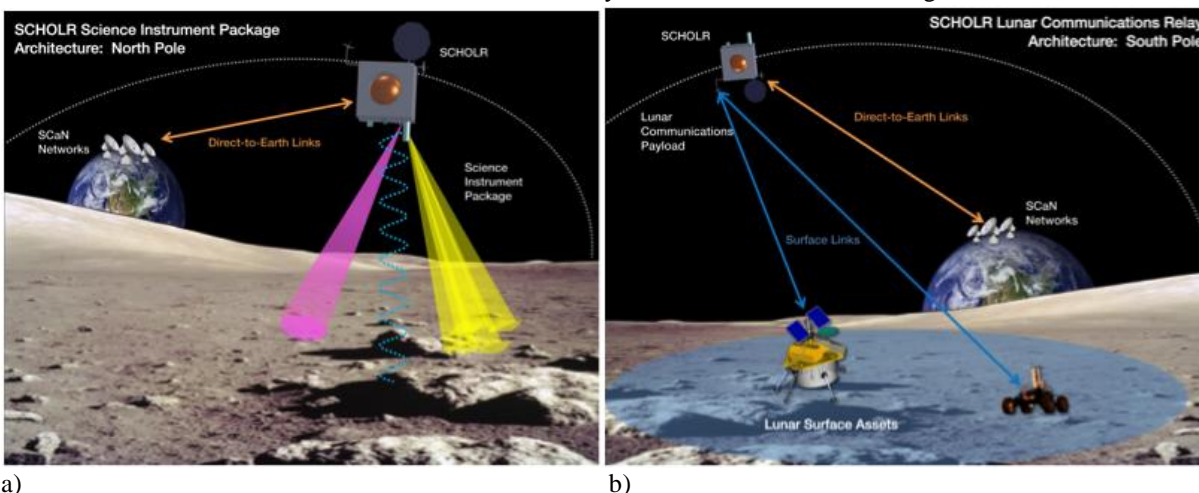 SCHOLR Science Instrument Package
Architecture: North Pole
SCHOLR
SCaN
Networks
Direct-to-Earth Links
Science
Instrument
Package
a)
SCHOLR Lunar Communications Relay
Architecture: South Pole
SCHOLR
Lunar
Communications
Payload
Direct-to-Earth Links
SCaN
Networks
Surface Links
Lunar Surface Assets
b)